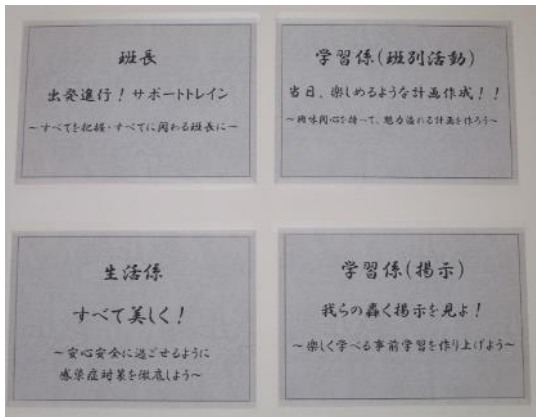 班長
出発進行！サポートトレイン
～すべてを把握・すべてに関わる班長に～
学習係(班別活動)
当日、楽しめるような計画作成！！
～興味関心を持って、魅力溢れる計画を作ろう～
生活係
すべて美しく！
～安心安全に過ごせるように
感染症対策を徹底しよう～
学習係(掲示)
我らの轟く掲示を見よ！
～楽しく学べる事前学習を作り上げよう～